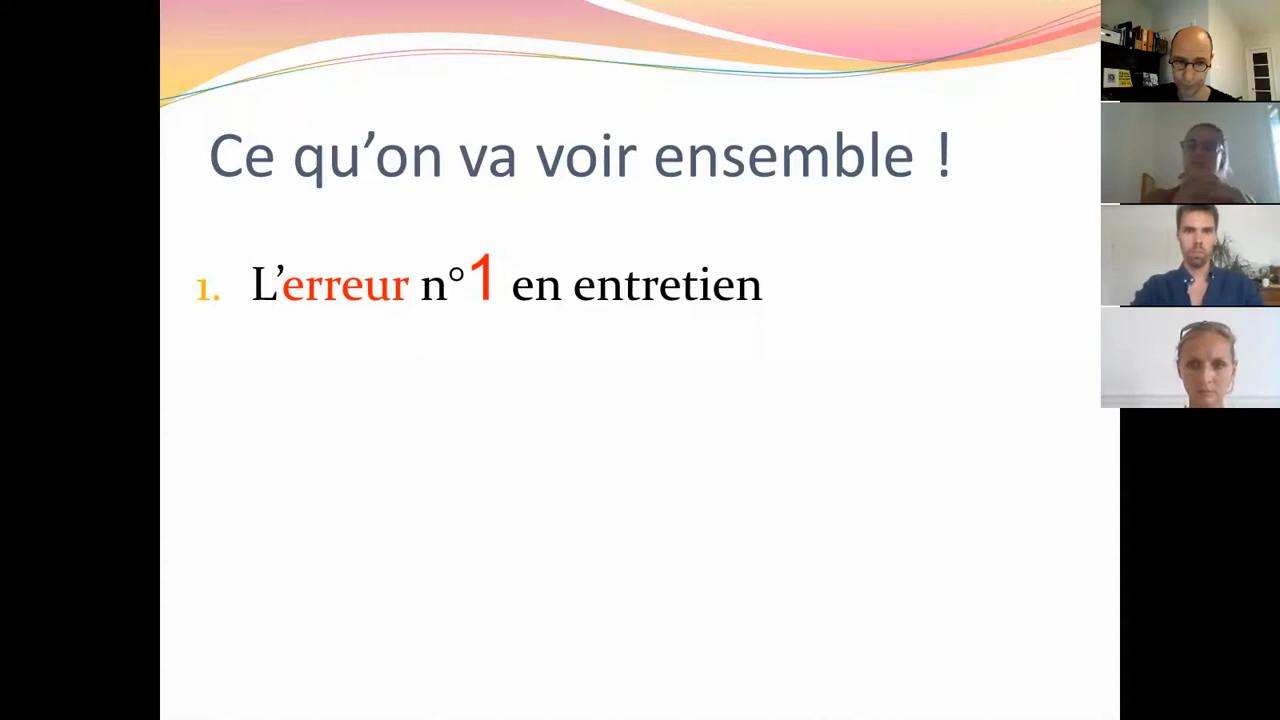 Ce qu’on va voir ensemble !
1. L’erreur n°1 en entretien